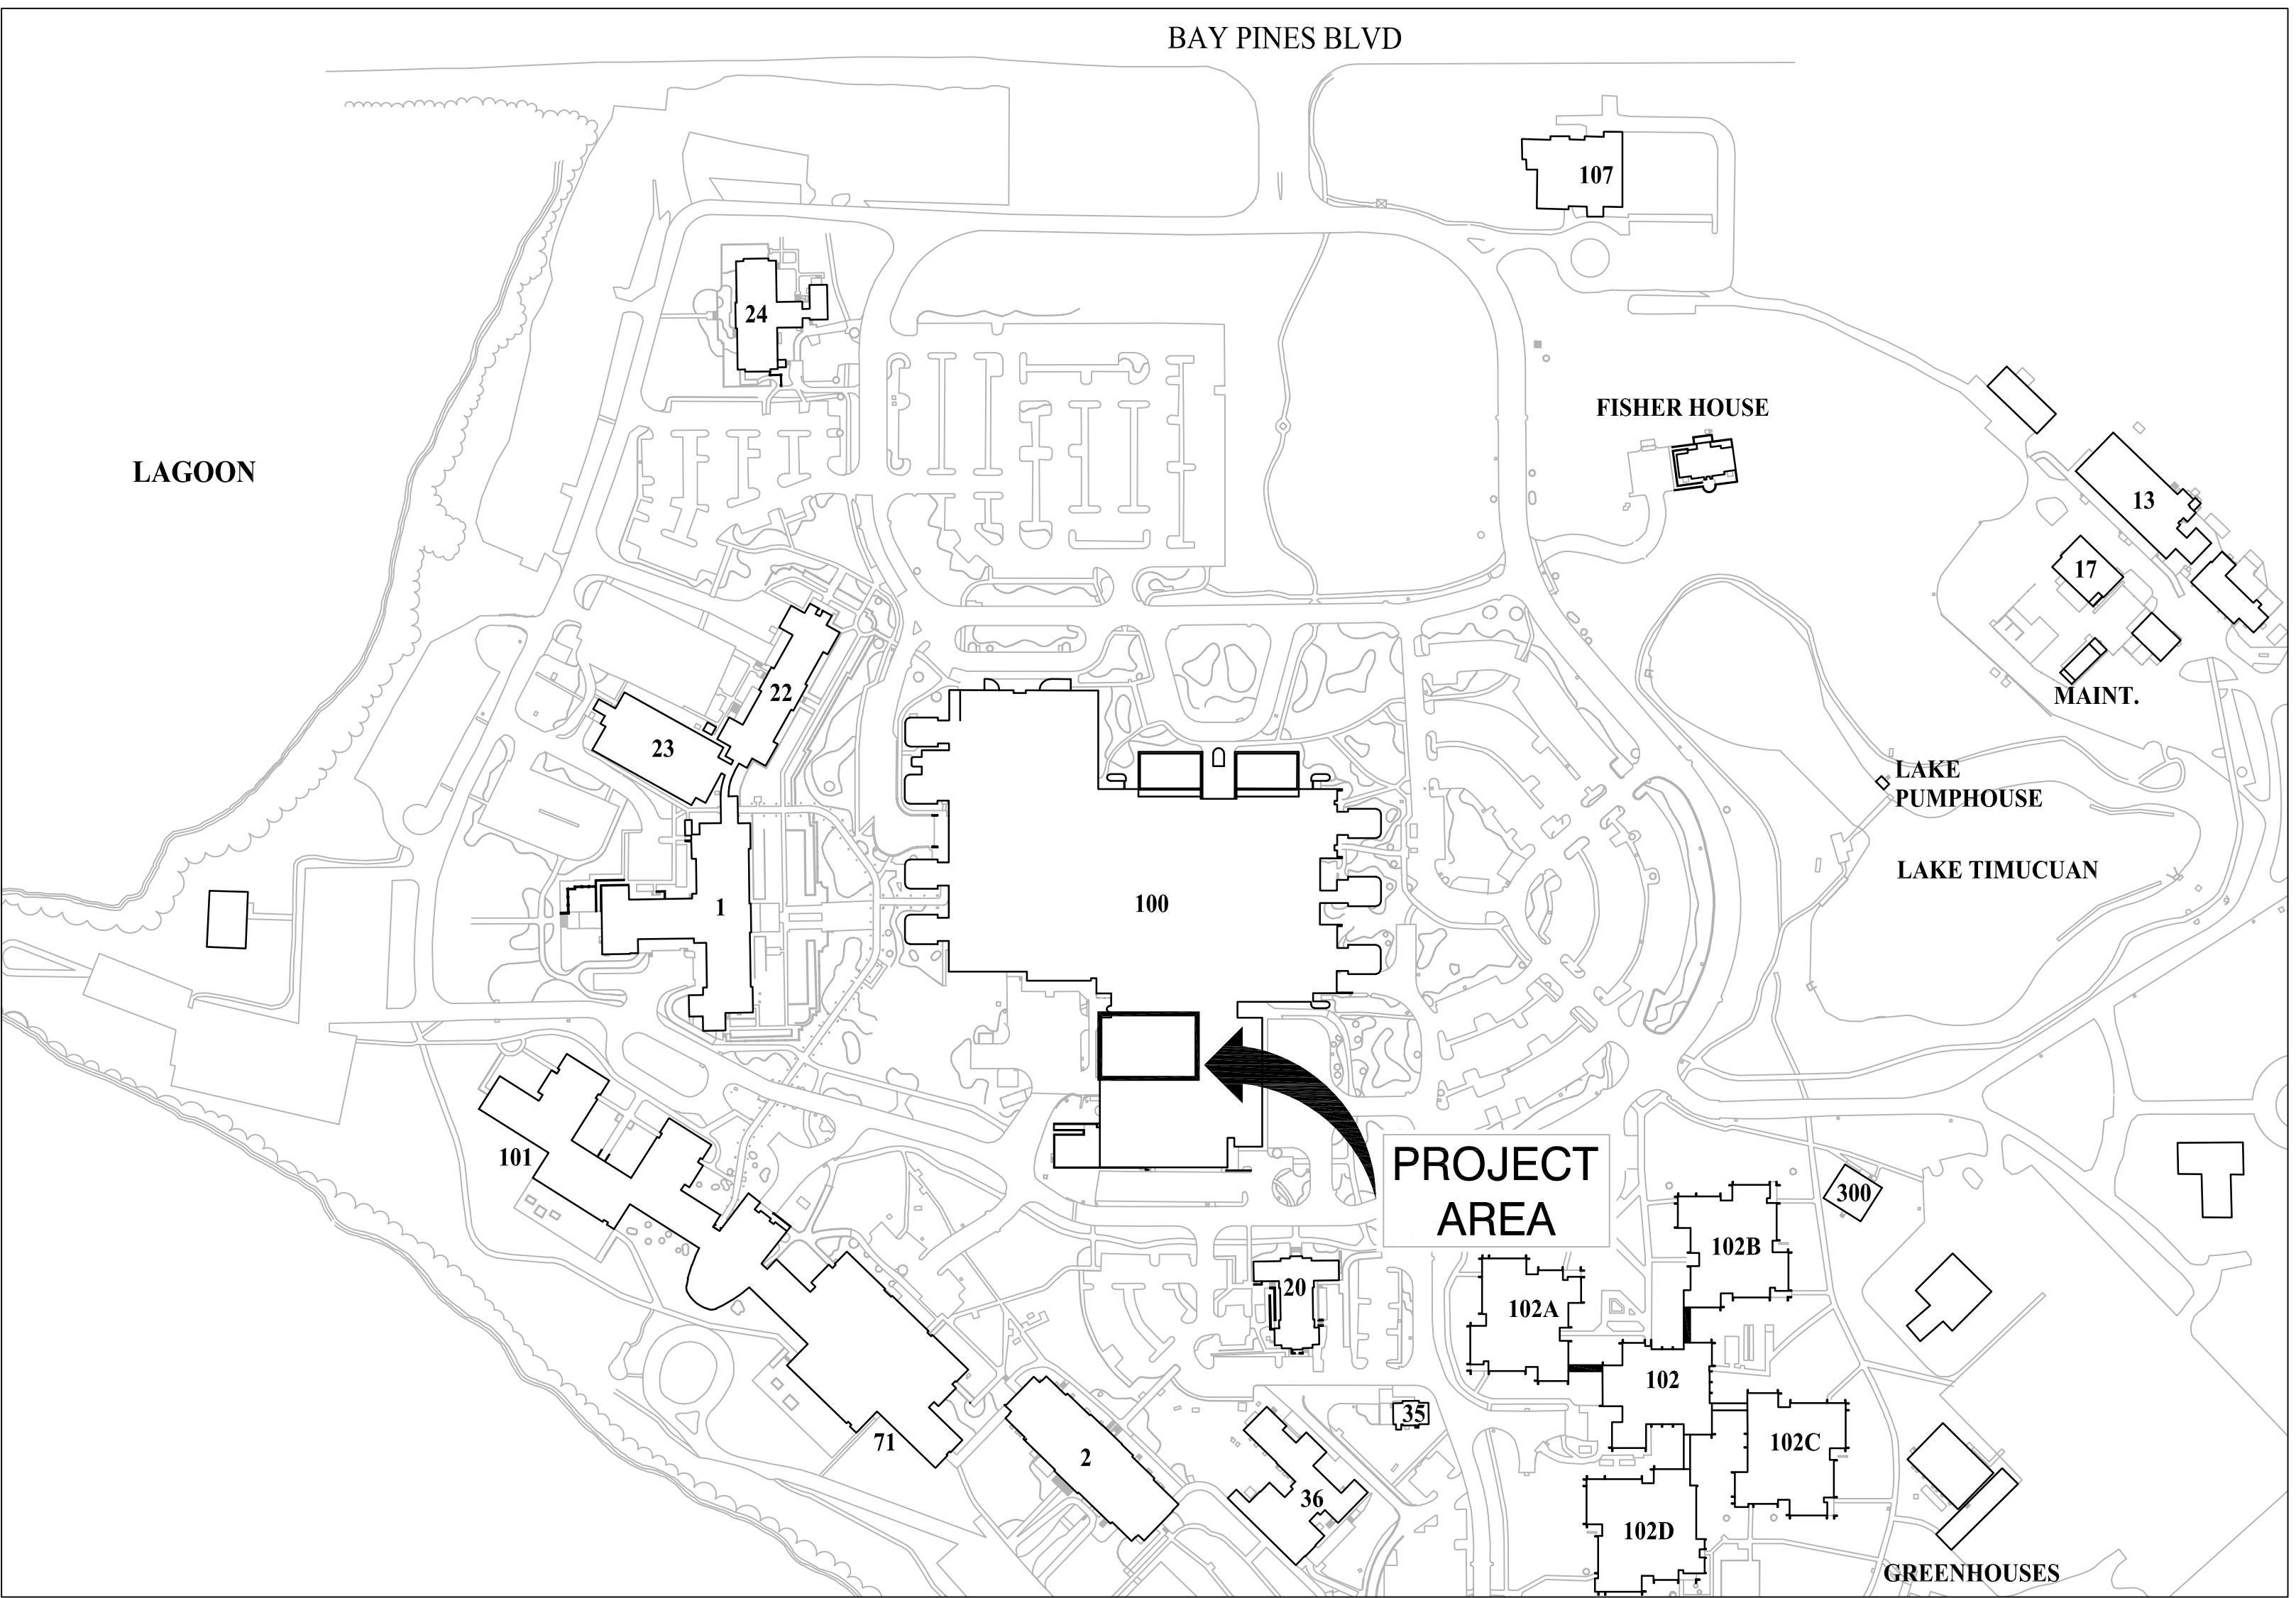 BAY PINES BLVD
107
24
FISHER HOUSE
LAGOON
13
17
22
MAINT.
23
LAKE
PUMPHOUSE
LAKE TIMUCUAN
100
1
101
PROJECT
AREA
300
102B
20
102A
102
35
71
2
102C
36
102D
GREENHOUSES